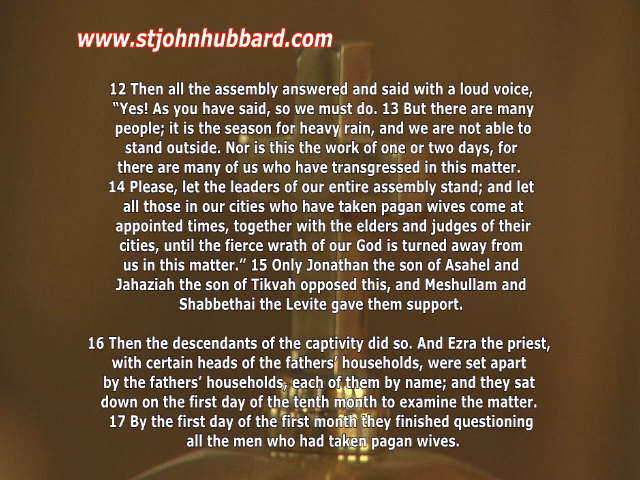 www.stjohnhubbard.com
12 Then all the assembly answered and said with a loud voice,
“Yes! As you have said, so we must do. 13 But there are many
people; it is the season for heavy rain, and we are not able to
stand outside. Nor is this the work of one or two days, for
there are many of us who have transgressed in this matter.
14 Please, let the leaders of our entire assembly stand; and let
all those in our cities who have taken pagan wives come at
appointed times, together with the elders and judges of their
cities, until the fierce wrath of our God is turned away from
us in this matter.” 15 Only Jonathan the son of Asahel and
Jahaziah the son of Tikvah opposed this, and Meshullam and
Shabbethai the Levite gave them support.
16 Then the descendants of the captivity did so. And Ezra the priest,
with certain heads of the fathers’ households, were set apart
by the fathers’ households, each of them by name; and they sat
down on the first day of the tenth month to examine the matter.
17 By the first day of the first month they finished questioning
all the men who had taken pagan wives.